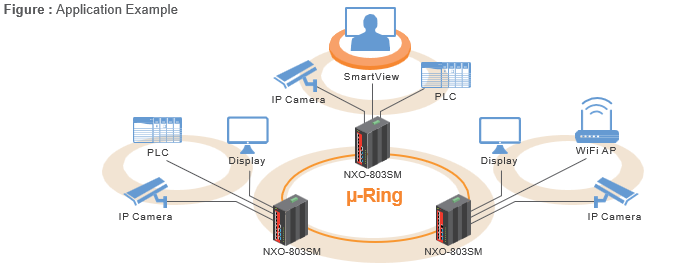 Figure : Application Example
SmartView
IP Camera
PLC
PLC
Display
NXO-803SM
Display
WiFi AP
μ-Ring
IP Camera
IP Camera
NXO-803SM
NXO-803SM